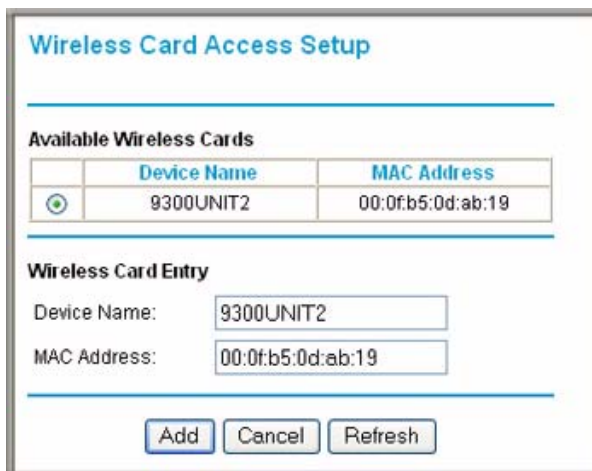 Wireless Card Access Setup
Available Wireless Cards
Device Name MAC Address
9300UNIT2 00:0f:b5:0d:ab:19
Wireless Card Entry
Device Name: 9300UNIT2
MAC Address: 00:0f:b5:0d:ab:19
Add Cancel Refresh